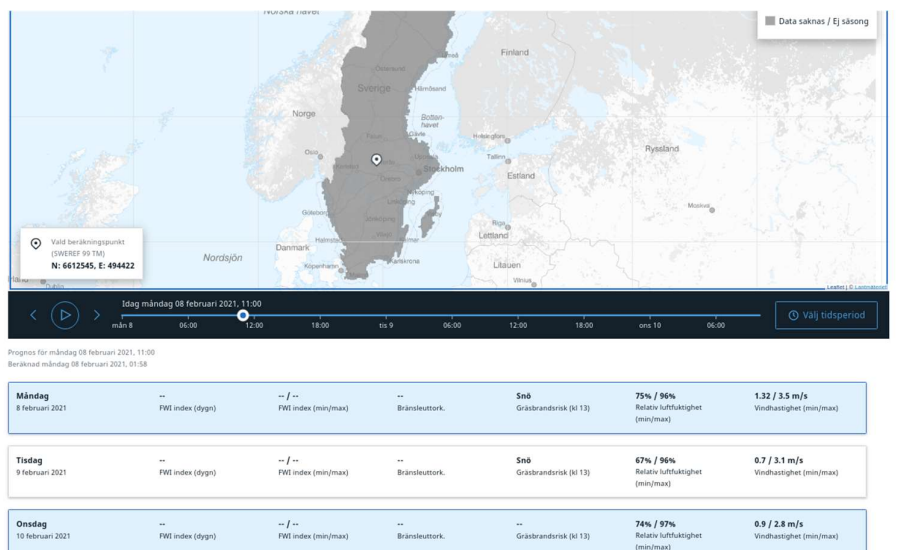 Norska havet
Data saknas / Ej säsong
Finland
Östersund
Sverige
Härnösand
Norge
Botten-
havet
Falun
Gävle
Helsingfors
Oslo
Uppsala
Tallinn
Ryssland
Stockholm
Örebro
Estland
Linköping
Moskva
Göteborg
Riga
Vald beräkningspunkt
(SWEREF 99 TM)
N: 6612545, E: 494422
Nordsjön
Danmark
Halmstad
Växjö
Kalmar
Lettland
Köpenhamn
Karlskrona
Litauen
Vilnius
Dublin
Leaflet | © Lantmäteriet
Idag måndag 08 februari 2021, 11:00
Välj tidsperiod
mån 8 06:00 12:00 18:00 tis 9 06:00 12:00 18:00 ons 10 06:00
Prognos för måndag 08 februari 2021, 11:00
Beräknad måndag 08 februari 2021, 01:58
Måndag -- -- / -- -- Snö 75% / 96% 1.32 / 3.5 m/s
8 februari 2021 FWI index (dygn) FWI index (min/max) Bränsleuttork. Gräsbrandsrisk (kl 13) Relativ luftfuktighet Vindhastighet (min/max)
(min/max)
Tisdag -- -- / -- -- Snö 67% / 96% 0.7 / 3.1 m/s
9 februari 2021 FWI index (dygn) FWI index (min/max) Bränsleuttork. Gräsbrandsrisk (kl 13) Relativ luftfuktighet Vindhastighet (min/max)
(min/max)
Onsdag -- -- / -- -- -- 74% / 97% 0.9 / 2.8 m/s
10 februari 2021 FWI index (dygn) FWI index (min/max) Bränsleuttork. Gräsbrandsrisk (kl 13) Relativ luftfuktighet Vindhastighet (min/max)
(min/max)